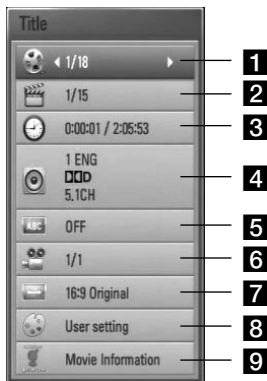 Title
1/18 1
1/15 2
0:00:01 / 2:05:53 3
1 ENG
DD D
5.1CH 4
ABC OFF 5
1/1 6
16:9 Original 7
User setting 8
Movie Information 9